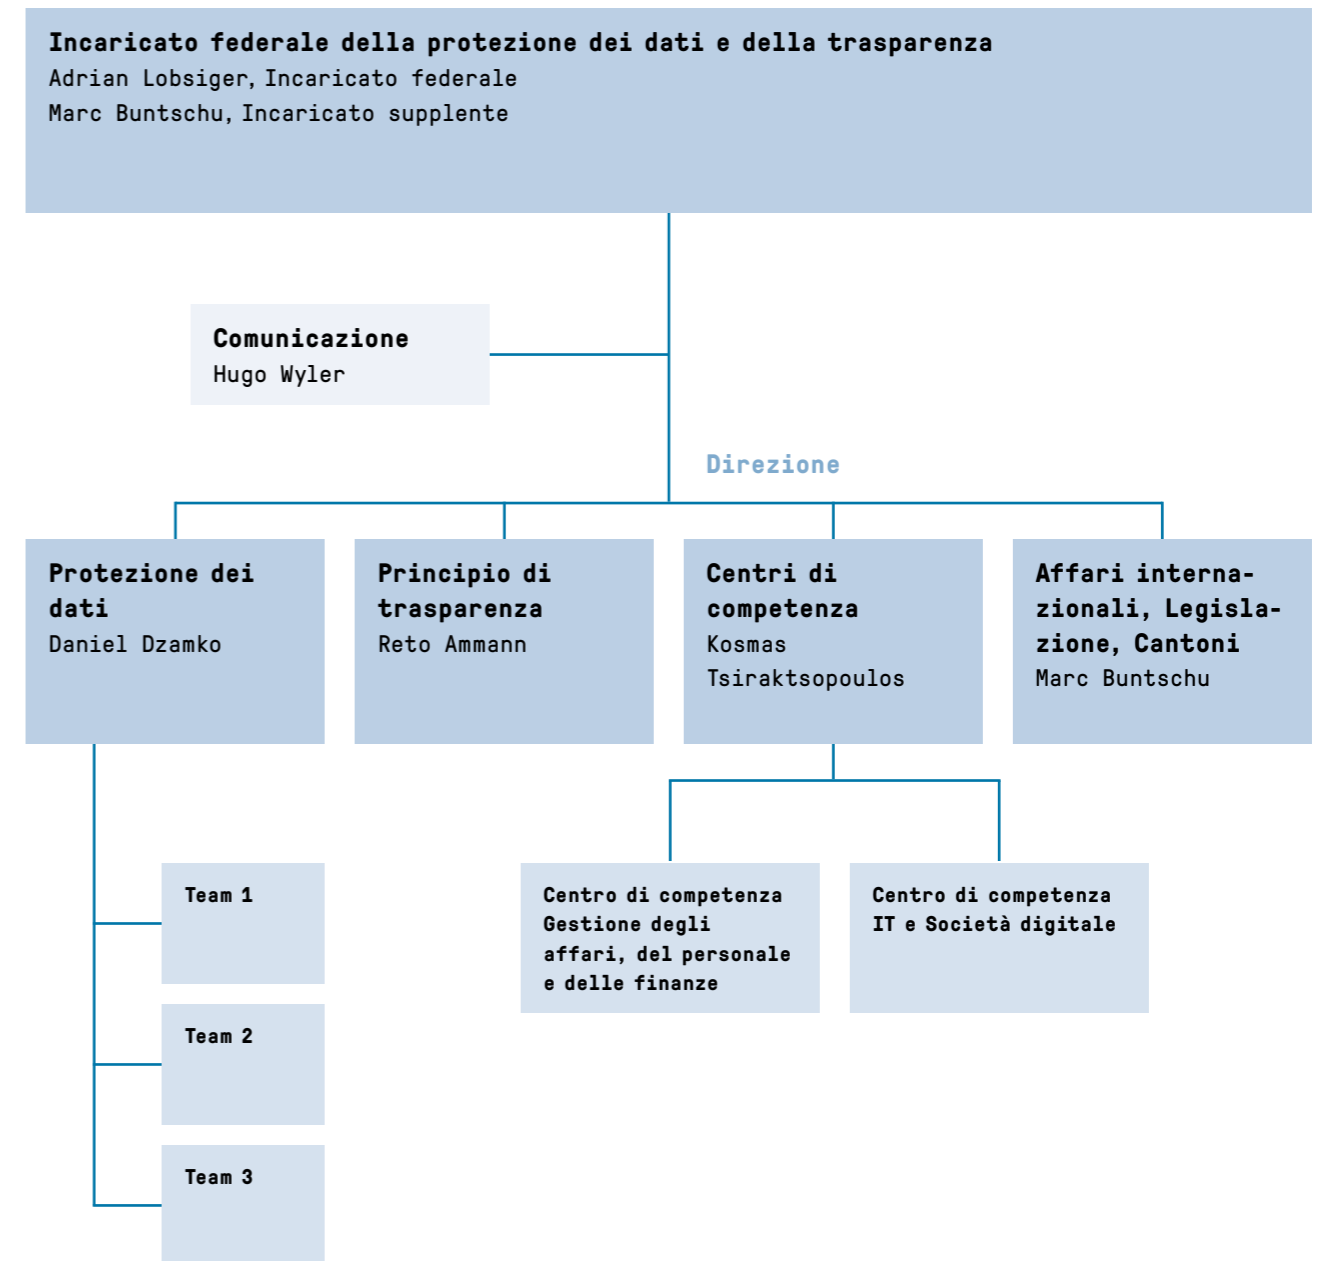 Incaricato federale della protezione dei dati e della trasparenza
Adrian Lobsiger, Incaricato federale
Marc Buntschu, Incaricato supplente
Comunicazione
Hugo Wyler
Direzione
Protezione dei
dati
Daniel Dzamko
Principio di
trasparenza
Reto Ammann
Centri di
competenza
Kosmas
Tsiraktsopoulos
Affari interna-
zionali, Legisla-
zione, Cantoni
Marc Buntschu
Team 1
Team 2
Team 3
Centro di competenza
Gestione degli
affari, del personale
e delle finanze
Centro di competenza
IT e Società digitale